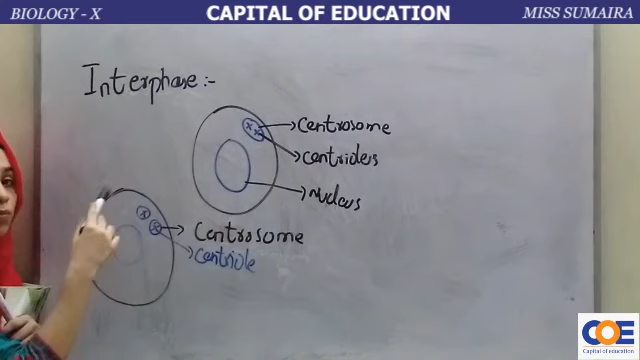 BIOLOGY - X
CAPITAL OF EDUCATION
MISS SUMAIRA
Interphase :-
Centrosome
Centrioles
nucleus
Centrosome
Centriole
COE
Capital of education